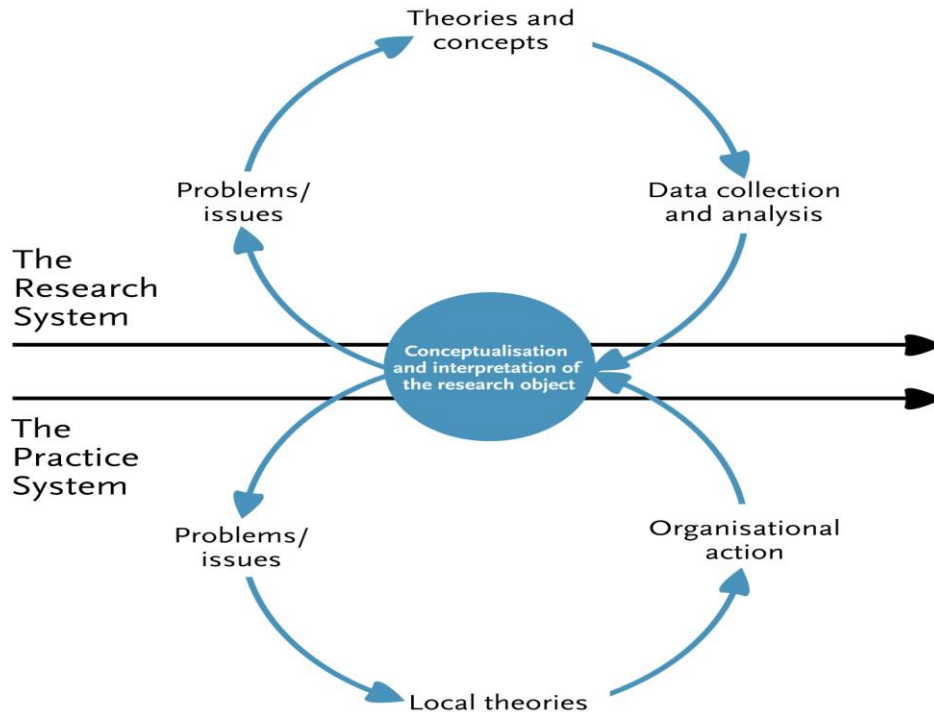 Theories and
concepts
Problems/
issues
Data collection
and analysis
The
Research
System
Conceptualisation
and interpretation of
the research object
The
Practice
System
Problems/
issues
Organisational
action
Local theories